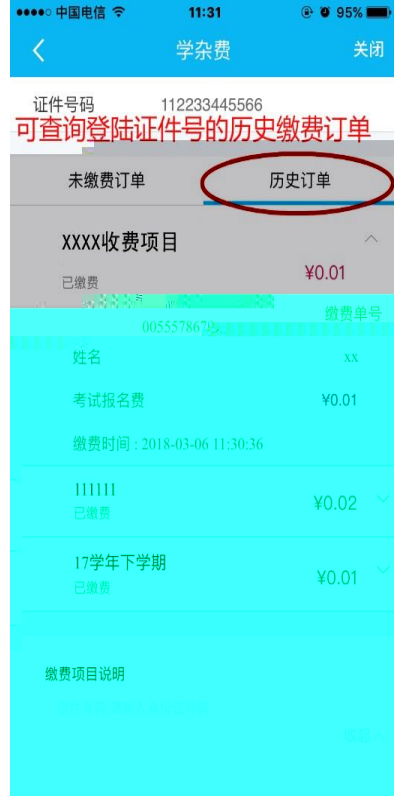 中国电信 11:31 95%
学杂费 关闭
证件号码 112233445566
可查询登陆证件号的历史缴费订单
未缴费订单 历史订单
XXXX收费项目
已缴费 ¥0.01
缴费单号
姓名 xx
考试报名费 ¥0.01
缴费时间 : 2018-03-06 11:30:36
111111
已缴费 ¥0.02
17学年下学期
已缴费 ¥0.01
缴费项目说明